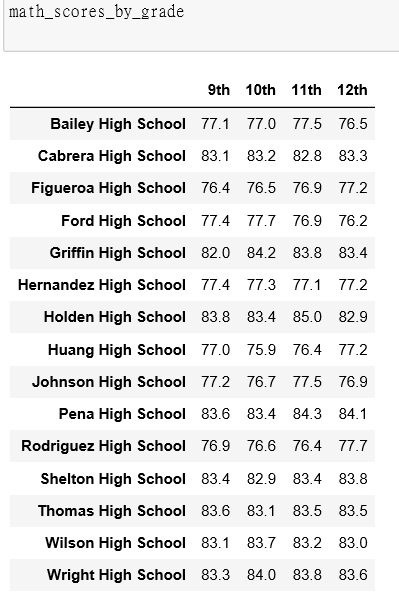 math_scores_by_grade
9th 10th 11th 12th
Bailey High School 77.1 77.0 77.5 76.5
Cabrera High School 83.1 83.2 82.8 83.3
Figueroa High School 76.4 76.5 76.9 77.2
Ford High School 77.4 77.7 76.9 76.2
Griffin High School 82.0 84.2 83.8 83.4
Hernandez High School 77.4 77.3 77.1 77.2
Holden High School 83.8 83.4 85.0 82.9
Huang High School 77.0 75.9 76.4 77.2
Johnson High School 77.2 76.7 77.5 76.9
Pena High School 83.6 83.4 84.3 84.1
Rodriguez High School 76.9 76.6 76.4 77.7
Shelton High School 83.4 82.9 83.4 83.8
Thomas High School 83.6 83.1 83.5 83.5
Wilson High School 83.1 83.7 83.2 83.0
Wright High School 83.3 84.0 83.8 83.6